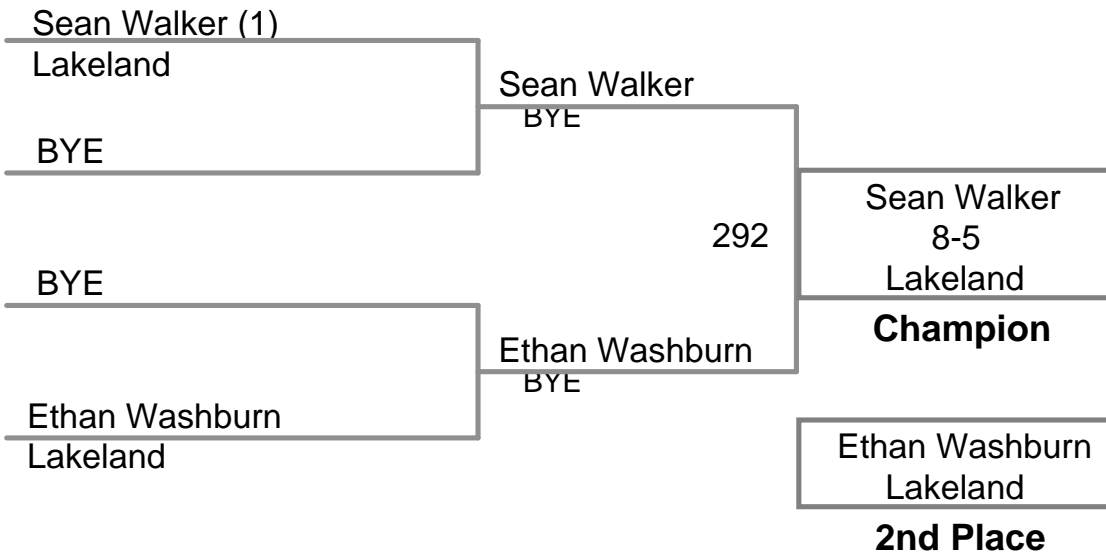 Sean Walker (1)
Lakeland
BYE
BYE
Ethan Washburn
Lakeland
Sean Walker
BYE
292
Ethan Washburn
BYE
Sean Walker
8-5
Lakeland
Champion
Ethan Washburn
Lakeland
2nd Place